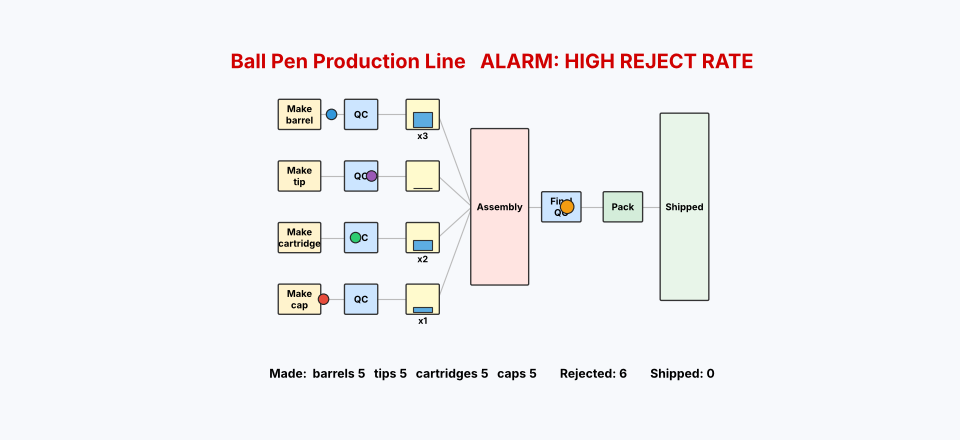 Ball Pen Production Line   ALARM: HIGH REJECT RATE
Make
barrel
QC
x3
Make
tip
QC
Make
cartridge
x2
Make
cap
QC
x1
Assembly
Pack
Shipped
Made:  barrels 5   tips 5   cartridges 5   caps 5   Rejected: 6   Shipped: 0